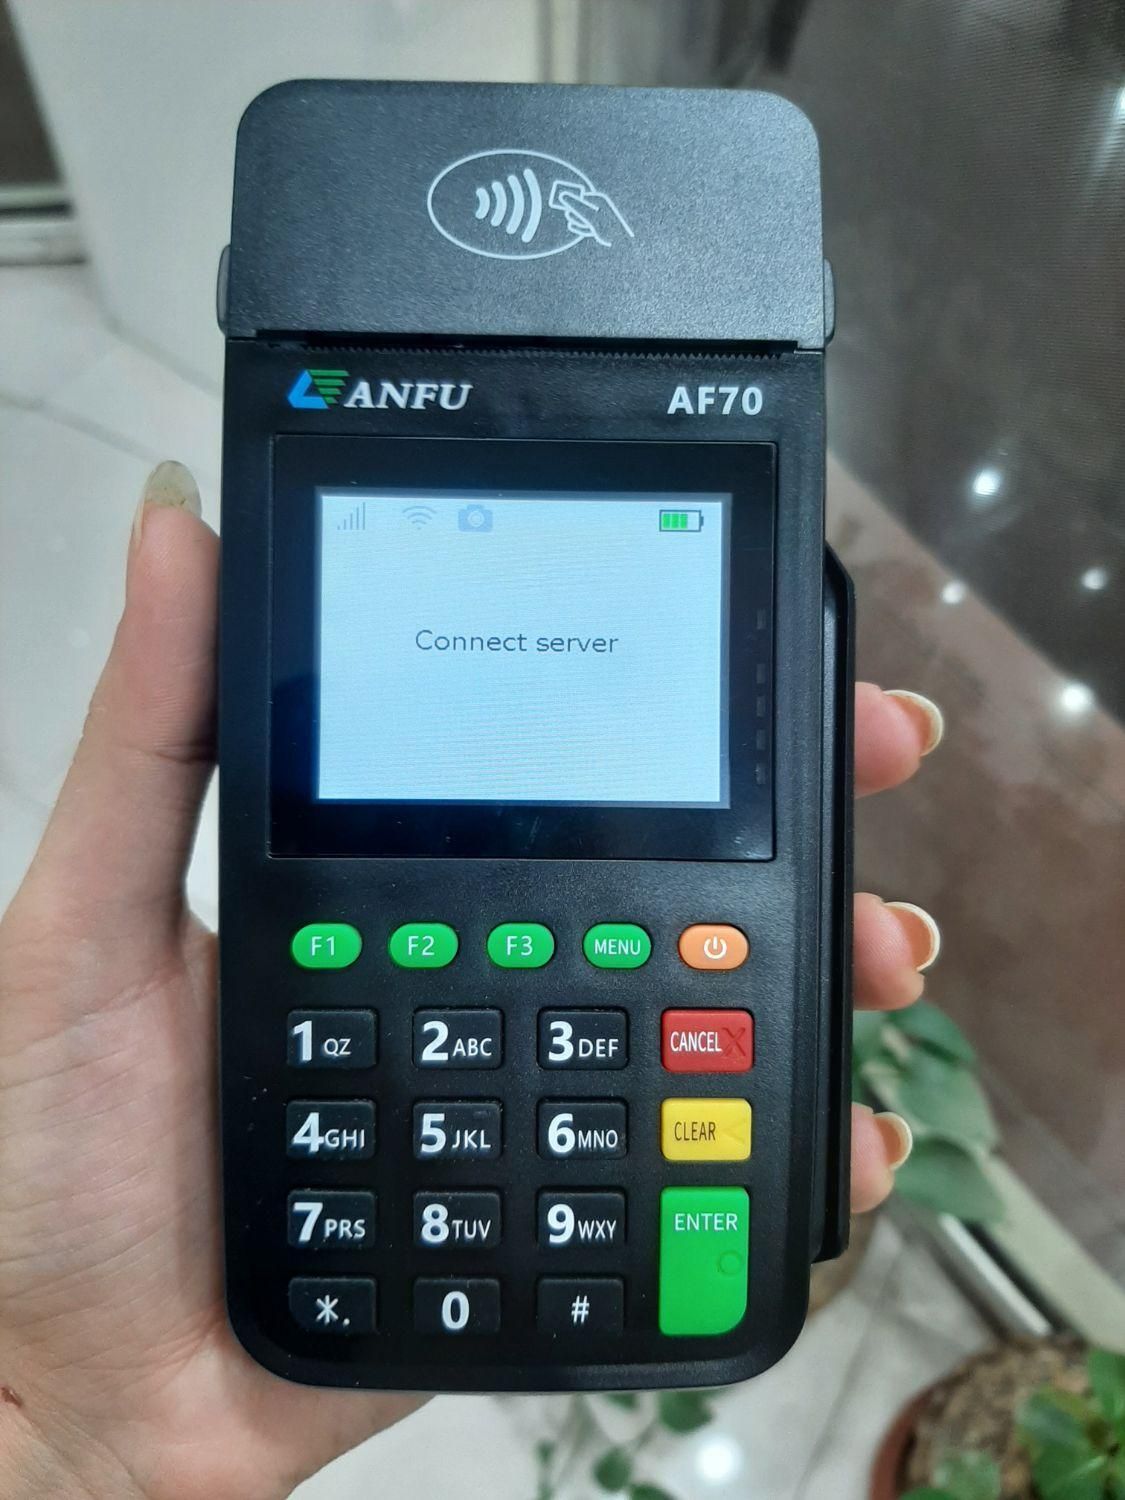 ANFU AF70
Connect server
F1 F2 F3 MENU
1 QZ 2 ABC 3 DEF CANCEL
4 GHI 5 JKL 6 MNO CLEAR
7 PRS 8 TUV 9 WXY ENTER
*. 0 #